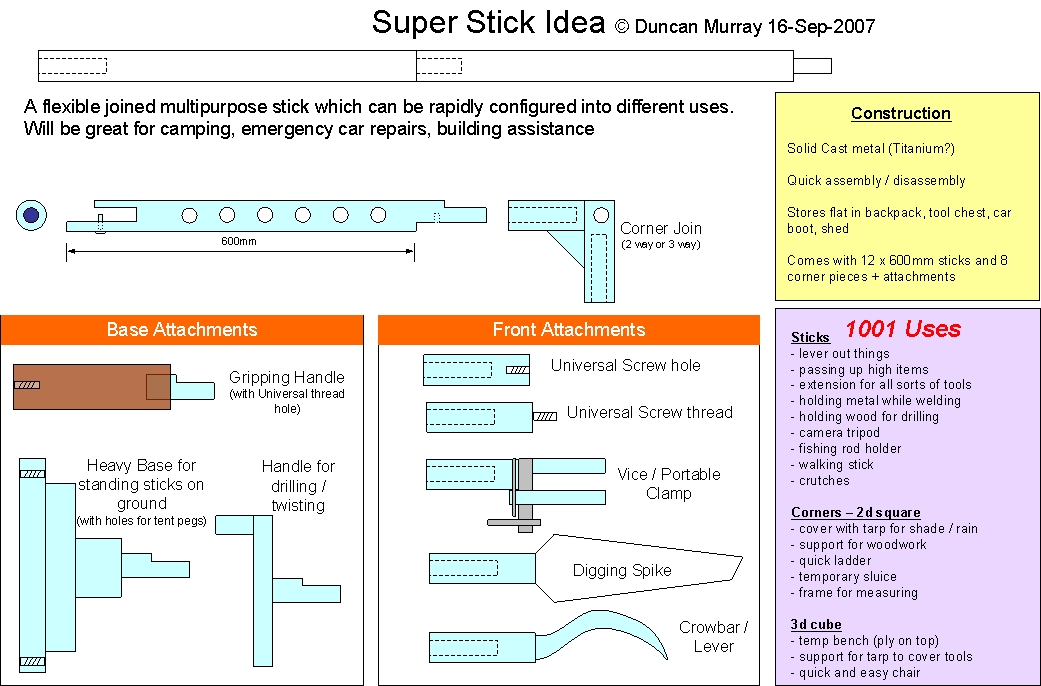 Super Stick Idea © Duncan Murray 16-Sep-2007
A flexible joined multipurpose stick which can be rapidly configured into different uses.
Will be great for camping, emergency car repairs, building assistance
600mm
Corner Join
(2 way or 3 way)
Construction
Solid Cast metal (Titanium?)
Quick assembly / disassembly
Stores flat in backpack, tool chest, car
boot, shed
Comes with 12 x 600mm sticks and 8
corner pieces + attachments
Base Attachments
Gripping Handle
(with Universal thread
hole)
Heavy Base for
standing sticks on
ground
(with holes for tent pegs)
Handle for
drilling /
twisting
Front Attachments
Universal Screw hole
Universal Screw thread
Vice / Portable
Clamp
Digging Spike
Crowbar /
Lever
1001 Uses
Sticks
- lever out things
- passing up high items
- extension for all sorts of tools
- holding metal while welding
- holding wood for drilling
- camera tripod
- fishing rod holder
- walking stick
- crutches
Corners – 2d square
- cover with tarp for shade / rain
- support for woodwork
- quick ladder
- temporary sluice
- frame for measuring
3d cube
- temp bench (ply on top)
- support for tarp to cover tools
- quick and easy chair